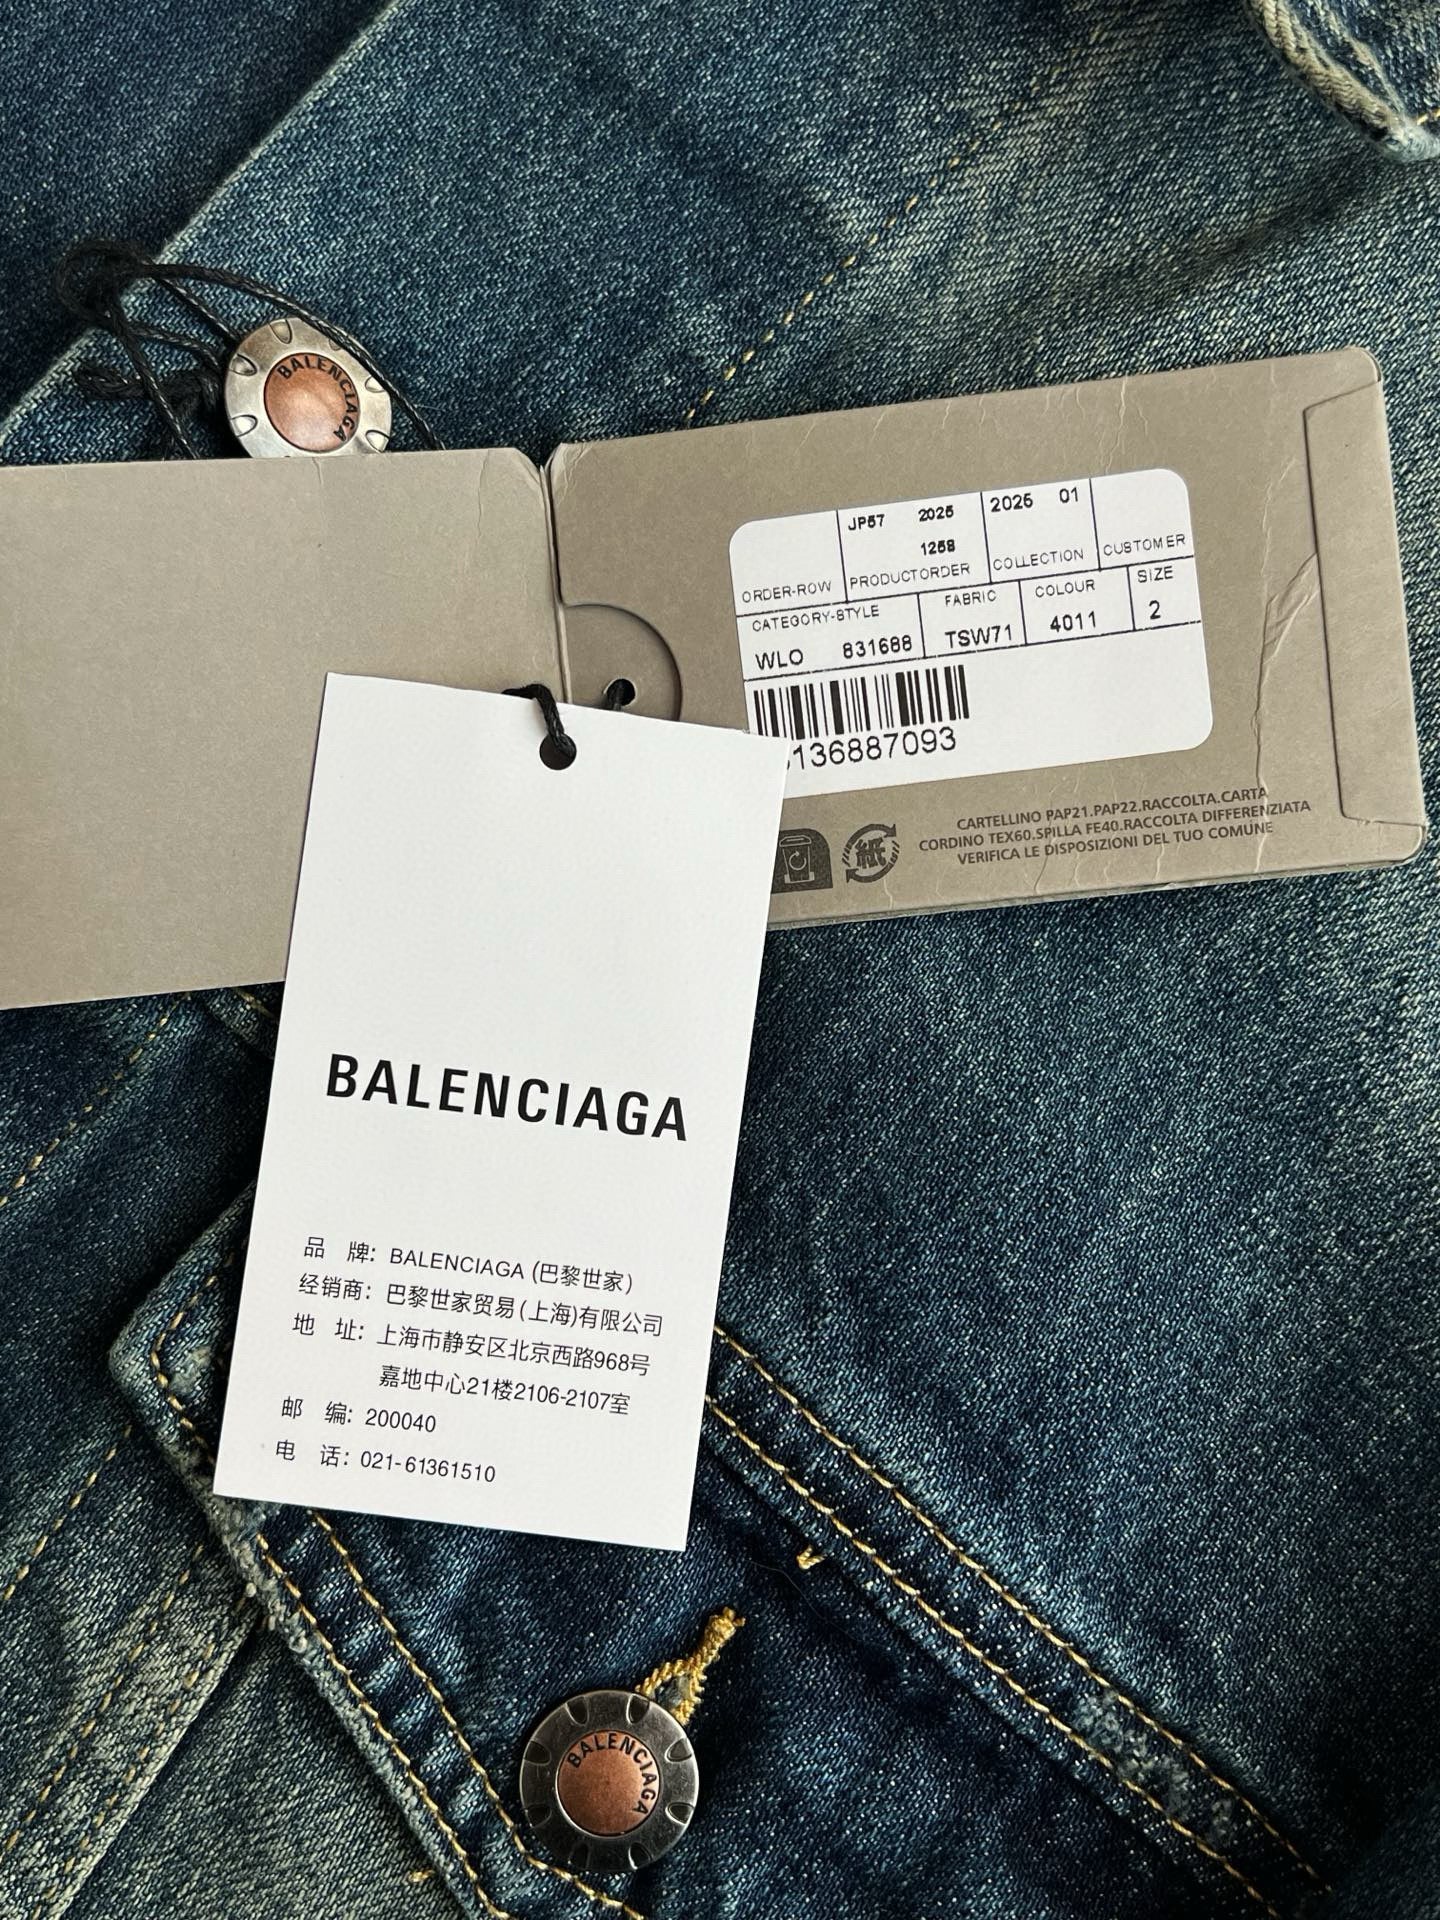 BALENCIAGA
JP57 2025
1258
2025 01
ORDER-ROW
PRODUCTORDER
COLLECTION
CUSTOMER
CATEGORY-STYLE
FABRIC
COLOUR
SIZE
WLO 831688
TSW71
4011
2
136887093
紙
CARTELLINO PAP21.PAP22.RACCOLTA.CARTA
CORDINO TEX60.SPILLA FE40.RACCOLTA DIFFERENZIATA
VERIFICA LE DISPOSIZIONI DEL TUO COMUNE
BALENCIAGA
品 牌: BALENCIAGA (巴黎世家)
经销商: 巴黎世家贸易(上海)有限公司
地 址: 上海市静安区北京西路968号
嘉地中心21楼2106-2107室
邮 编: 200040
电 话: 021-61361510
BALENCIAGA